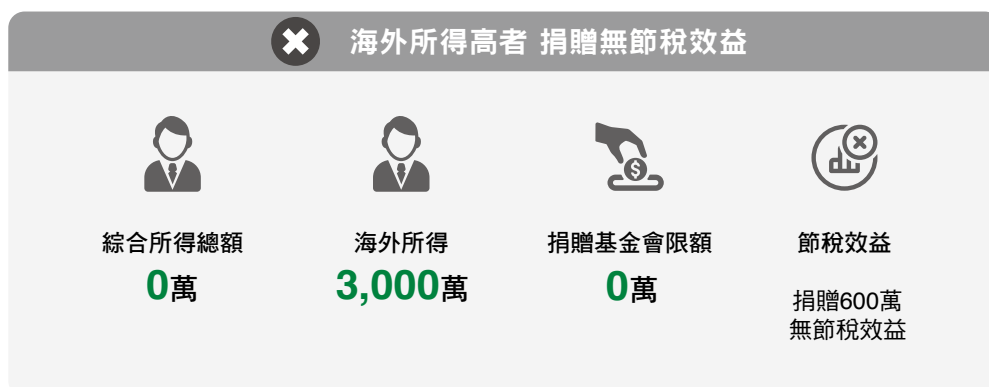 海外所得高者 捐贈無節稅效益
綜合所得總額
0萬
海外所得
3,000萬
捐贈基金會限額
0萬
節稅效益
捐贈600萬
無節稅效益